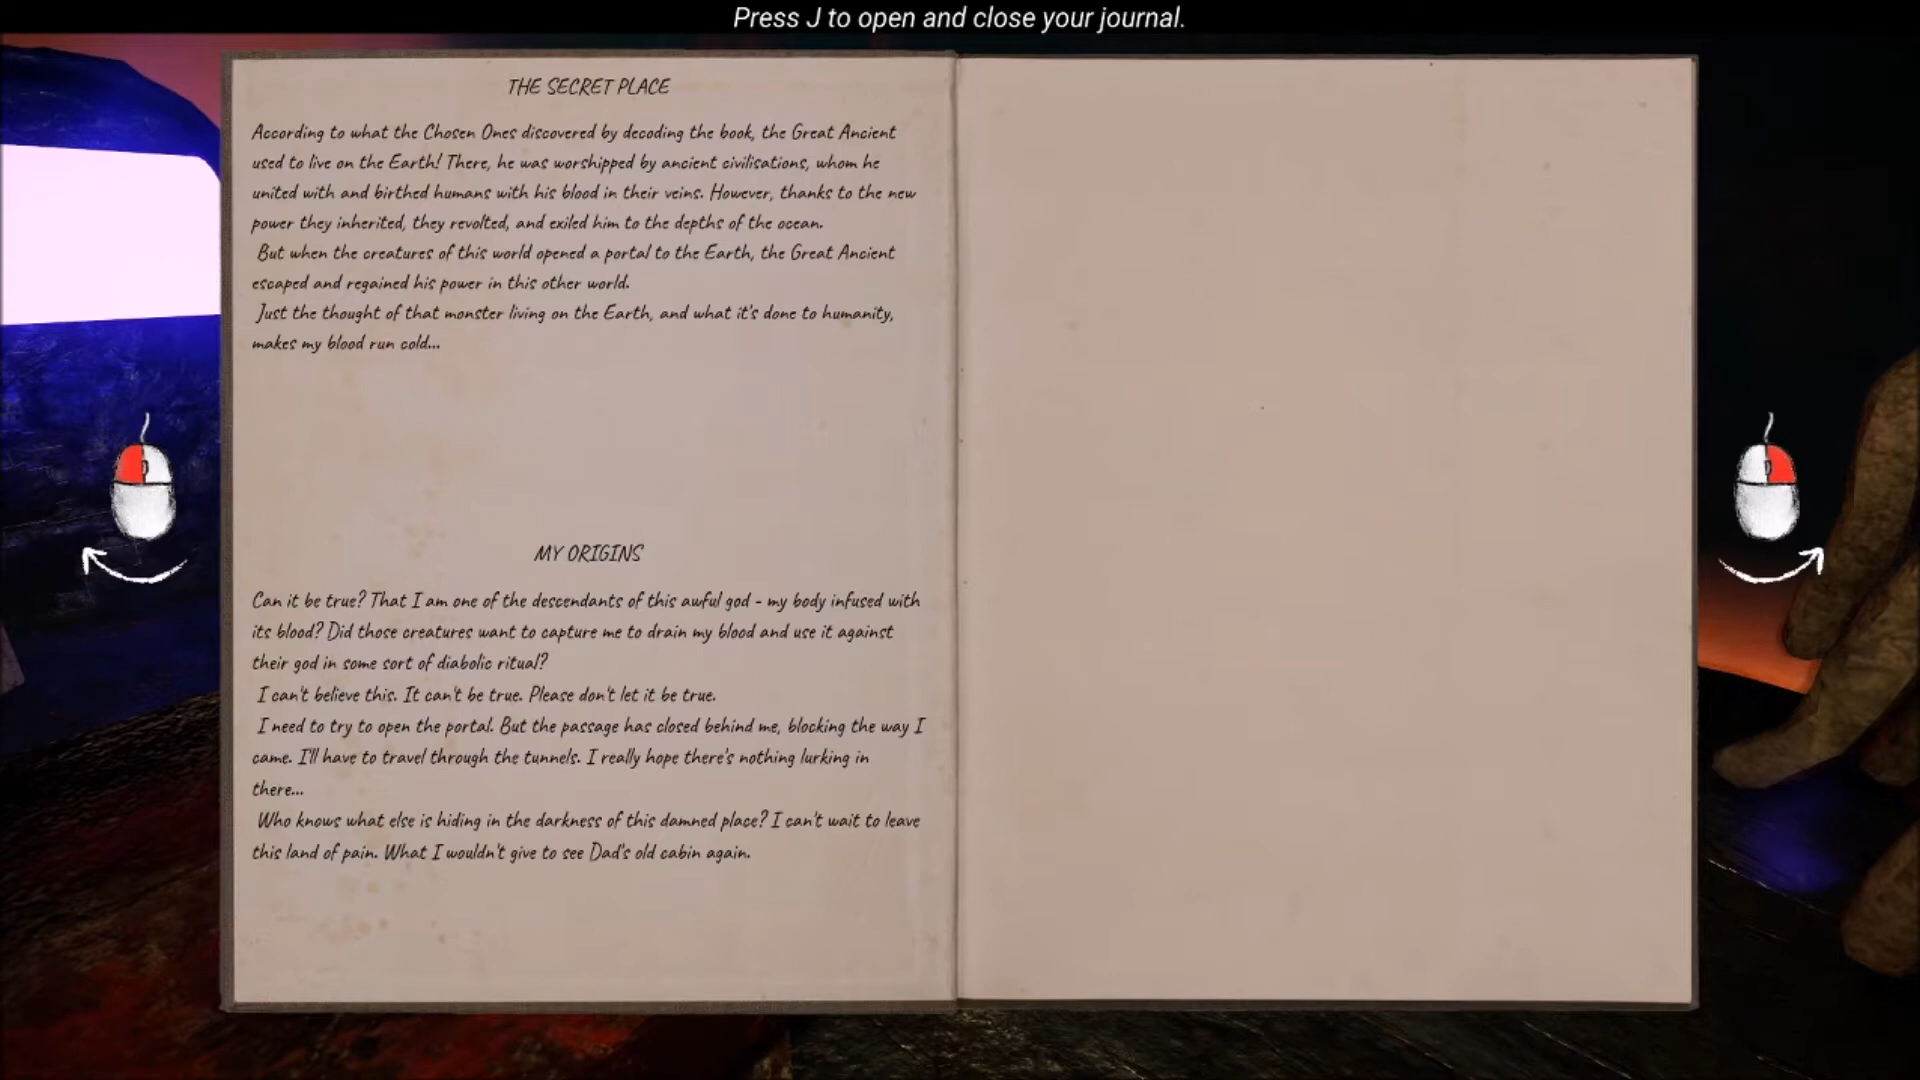 Press J to open and close your journal.
THE SECRET PLACE
According to what the Chosen Ones discovered by decoding the book, the Great Ancient
used to live on the Earth! There, he was worshipped by ancient civilisations, whom he
united with and birthed humans with his blood in their veins. However, thanks to the new
power they inherited, they revolted, and exiled him to the depths of the ocean.
But when the creatures of this world opened a portal to the Earth, the Great Ancient
escaped and regained his power in this other world.
Just the thought of that monster living on the Earth, and what it's done to humanity,
makes my blood run cold...
MY ORIGINS
Can it be true? That I am one of the descendants of this awful god - my body infused with
its blood? Did those creatures want to capture me to drain my blood and use it against
their god in some sort of diabolic ritual?
I can't believe this. It can't be true. Please don't let it be true.
I need to try to open the portal. But the passage has closed behind me, blocking the way I
came. I'll have to travel through the tunnels. I really hope there's nothing lurking in
there...
Who knows what else is hiding in the darkness of this damned place? I can't wait to leave
this land of pain. What I wouldn't give to see Dad's old cabin again.